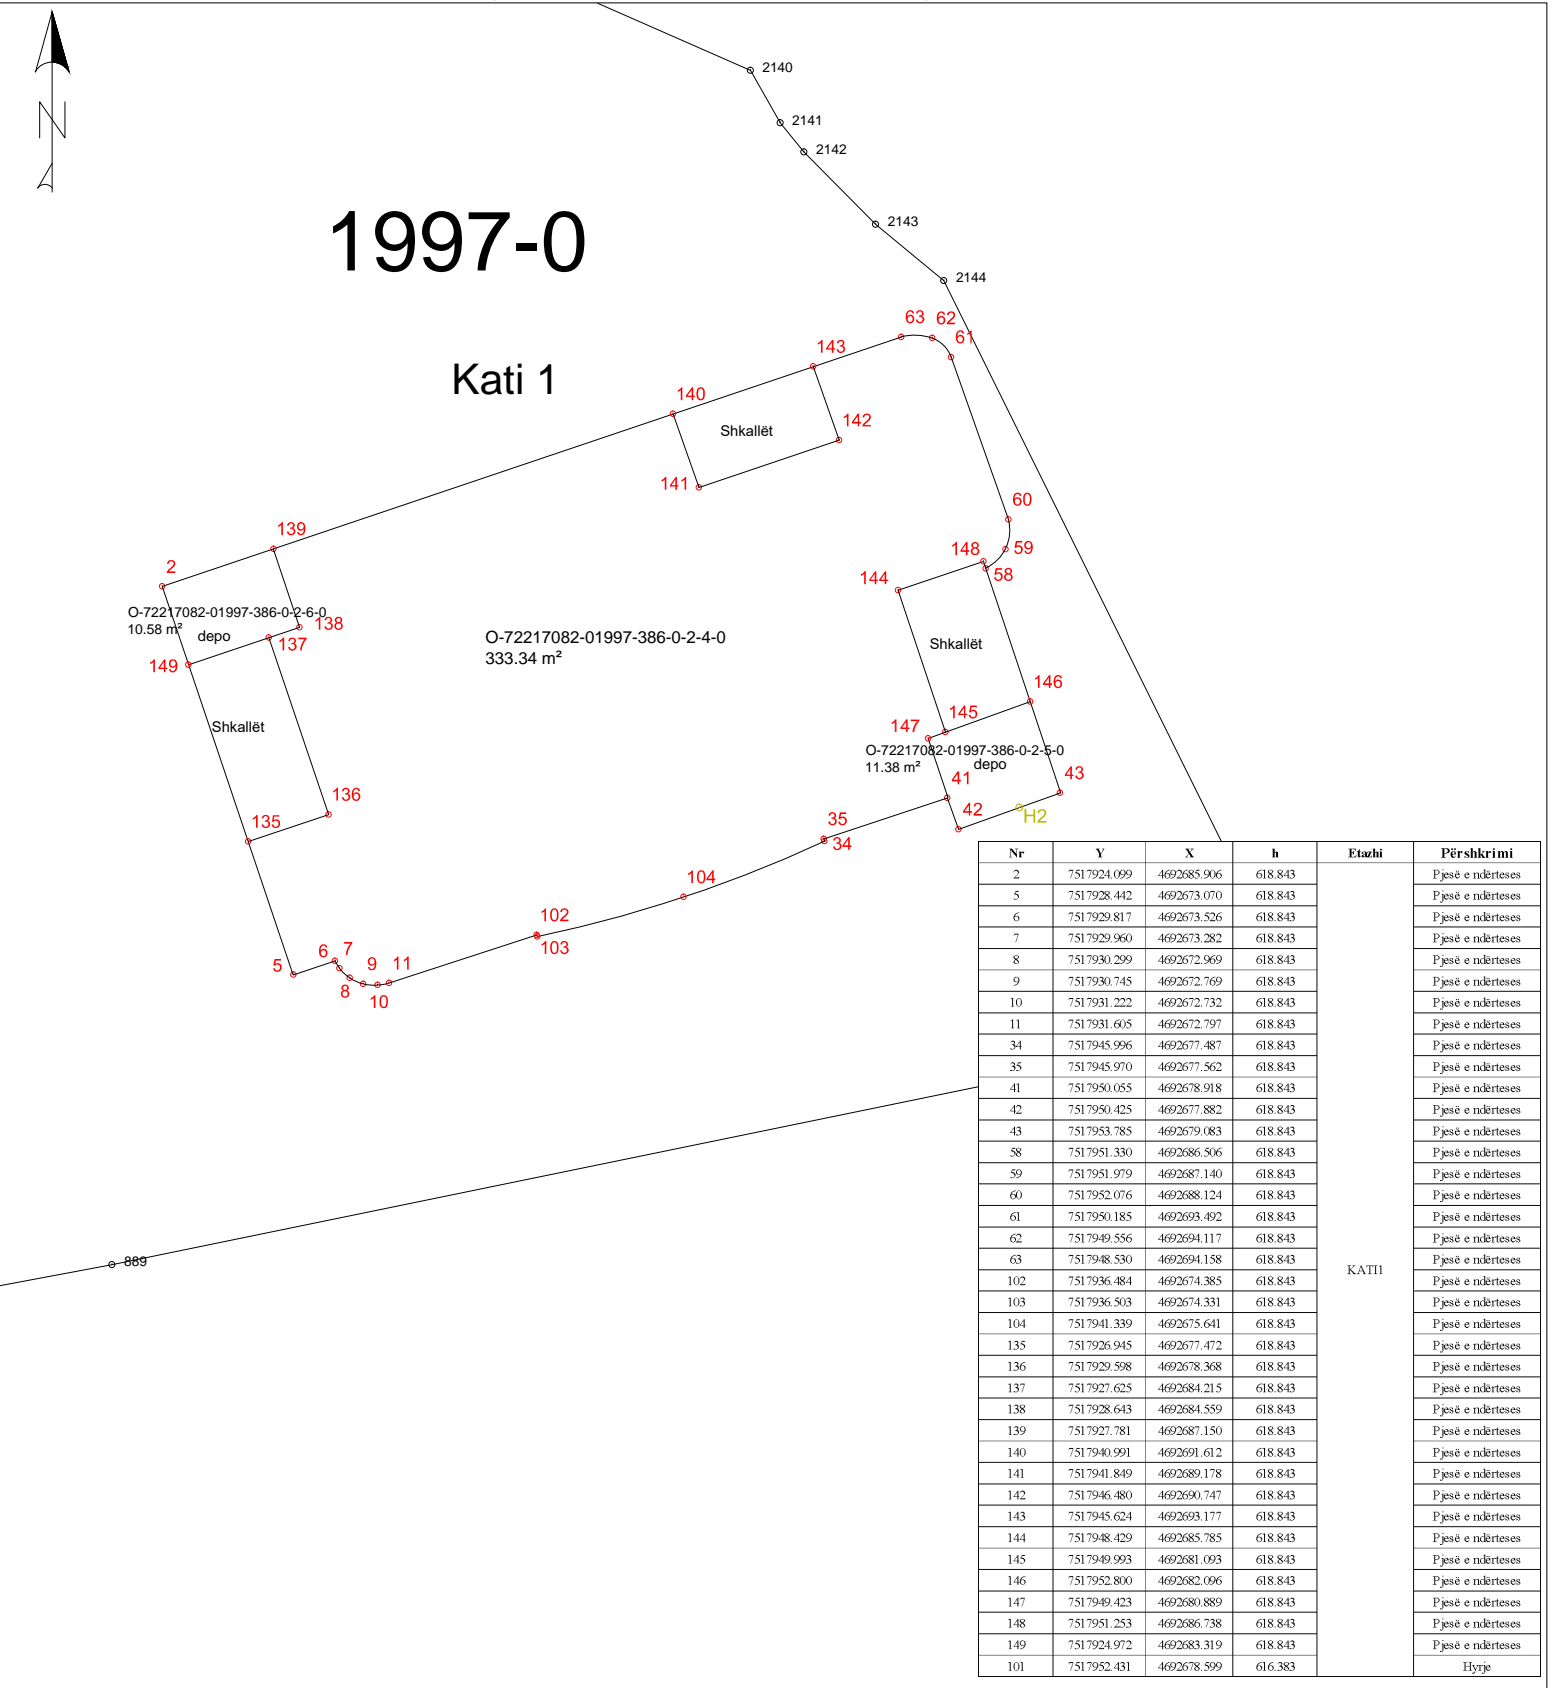 N
2140
2141
2142
1997-0
2143
2144
63 62
61
143
Kati 1
140
142
Shkallët
141
60
139
148 59
2
58
144
O-72217082-01997-386-0-2-6-0
10.58 m²
depo
138
137
O-72217082-01997-386-0-2-4-0
333.34 m²
149
Shkallët
146
Shkallët
145
147
O-72217082-01997-386-0-2-5-0
11.38 m²
depo
41
43
136
135
42
H2
35
34
104
102
103
7
6
5
9
11
8
10
889
Nr Y X h Etazhi Përshkrimi
2 7517924.099 4692685.906 618.843 Pjesë e ndërteses
5 7517928.442 4692673.070 618.843 Pjesë e ndërteses
6 7517929.817 4692673.526 618.843 Pjesë e ndërteses
7 7517929.960 4692673.282 618.843 Pjesë e ndërteses
8 7517930.299 4692672.969 618.843 Pjesë e ndërteses
9 7517930.745 4692672.769 618.843 Pjesë e ndërteses
10 7517931.222 4692672.732 618.843 Pjesë e ndërteses
11 7517931.605 4692672.797 618.843 Pjesë e ndërteses
34 7517945.996 4692677.487 618.843 Pjesë e ndërteses
35 7517945.970 4692677.562 618.843 Pjesë e ndërteses
41 7517950.055 4692678.918 618.843 Pjesë e ndërteses
42 7517950.425 4692677.882 618.843 Pjesë e ndërteses
43 7517953.785 4692679.083 618.843 Pjesë e ndërteses
58 7517951.330 4692686.506 618.843 Pjesë e ndërteses
59 7517951.979 4692687.140 618.843 Pjesë e ndërteses
60 7517952.076 4692688.124 618.843 Pjesë e ndërteses
61 7517950.185 4692693.492 618.843 Pjesë e ndërteses
62 7517949.556 4692694.117 618.843 Pjesë e ndërteses
63 7517948.530 4692694.158 618.843 Pjesë e ndërteses
KATI1
102 7517936.484 4692674.385 618.843 Pjesë e ndërteses
103 7517936.503 4692674.331 618.843 Pjesë e ndërteses
104 7517941.339 4692675.641 618.843 Pjesë e ndërteses
135 7517926.945 4692677.472 618.843 Pjesë e ndërteses
136 7517929.598 4692678.368 618.843 Pjesë e ndërteses
137 7517927.625 4692684.215 618.843 Pjesë e ndërteses
138 7517928.643 4692684.559 618.843 Pjesë e ndërteses
139 7517927.781 4692687.150 618.843 Pjesë e ndërteses
140 7517940.991 4692691.612 618.843 Pjesë e ndërteses
141 7517941.849 4692689.178 618.843 Pjesë e ndërteses
142 7517946.480 4692690.747 618.843 Pjesë e ndërteses
143 7517945.624 4692693.177 618.843 Pjesë e ndërteses
144 7517948.429 4692685.785 618.843 Pjesë e ndërteses
145 7517949.993 4692681.093 618.843 Pjesë e ndërteses
146 7517952.800 4692682.096 618.843 Pjesë e ndërteses
147 7517949.423 4692680.889 618.843 Pjesë e ndërteses
148 7517951.253 4692686.738 618.843 Pjesë e ndërteses
149 7517924.972 4692683.319 618.843 Pjesë e ndërteses
101 7517952.431 4692678.599 616.383 Hyrje